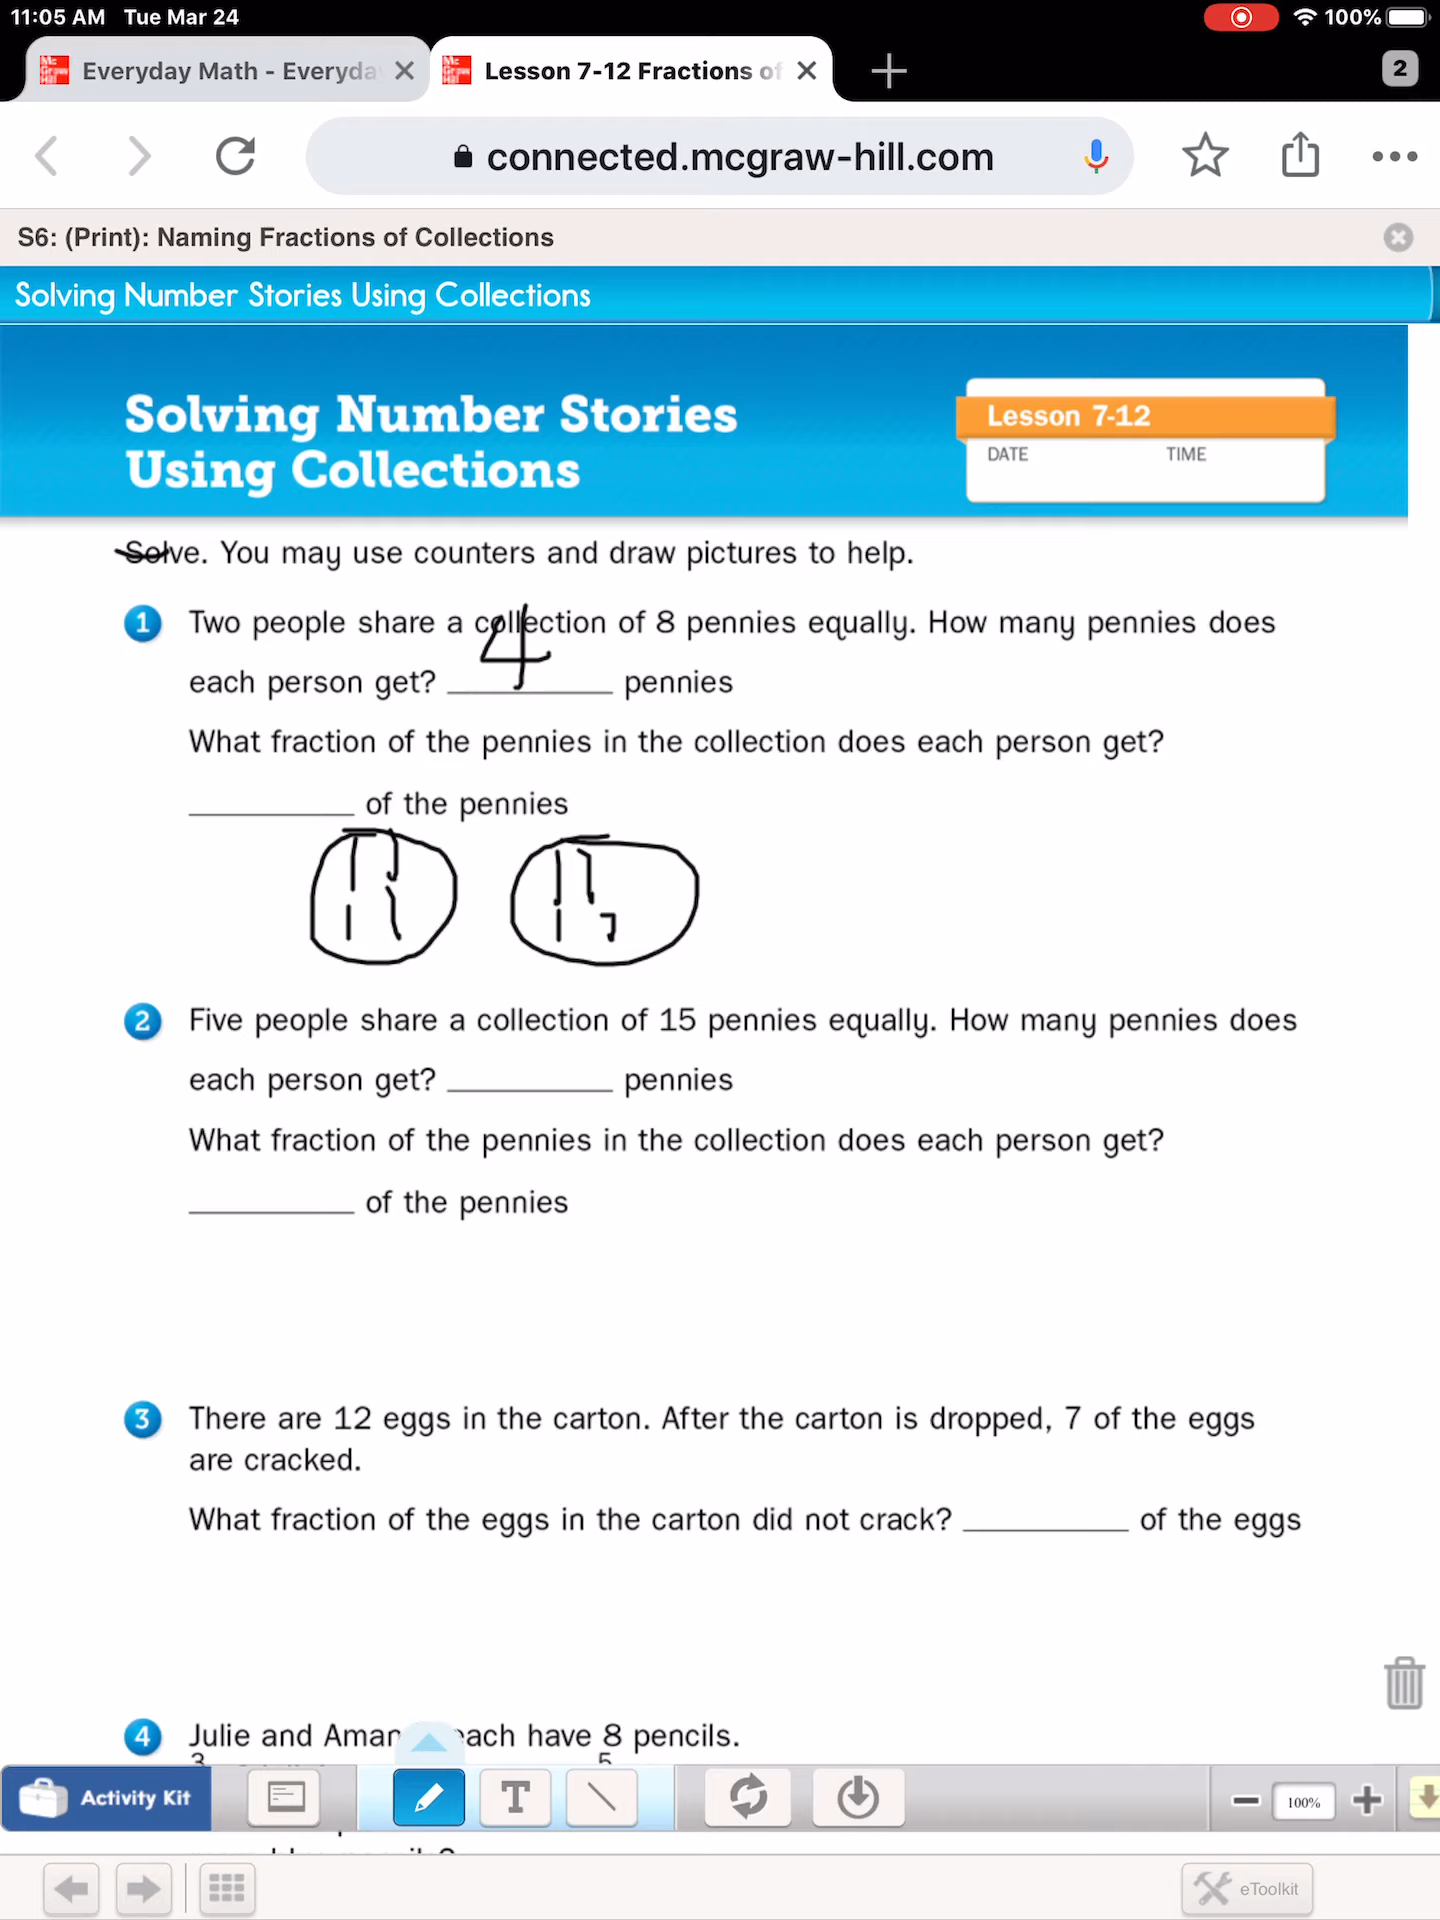 11:05 AM Tue Mar 24
100%
Everyday Math - Everyda
Lesson 7-12 Fractions of
2
connected.mcgraw-hill.com
S6: (Print): Naming Fractions of Collections
Solving Number Stories Using Collections
Solving Number Stories
Using Collections
Lesson 7-12
DATE TIME
Solve. You may use counters and draw pictures to help.
1 Two people share a collection of 8 pennies equally. How many pennies does
each person get? 4 pennies
What fraction of the pennies in the collection does each person get?
of the pennies
2 Five people share a collection of 15 pennies equally. How many pennies does
each person get? pennies
What fraction of the pennies in the collection does each person get?
of the pennies
3 There are 12 eggs in the carton. After the carton is dropped, 7 of the eggs
are cracked.
What fraction of the eggs in the carton did not crack? of the eggs
4 Julie and have 8 pencils.
3 5
Activity Kit
T
100%
eToolkit